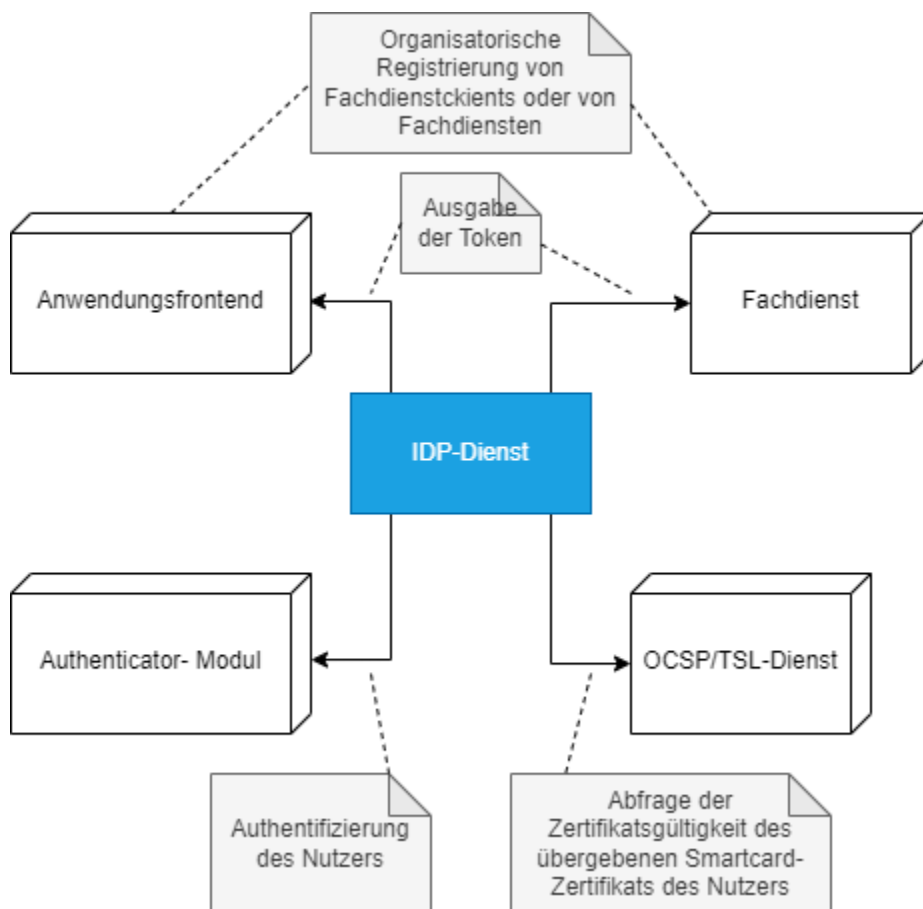 Organisatorische
Registrierung von
Fachdienstckients oder von
Fachdiensten
Ausgabe
der Token
Anwendungsfrontend
Fachdienst
IDP-Dienst
Authenticator- Modul
OCSP/TSL-Dienst
Authentifizierung
des Nutzers
Abfrage der
Zertifikatsgültigkeit des
übergebenen Smartcard-
Zertifikats des Nutzers